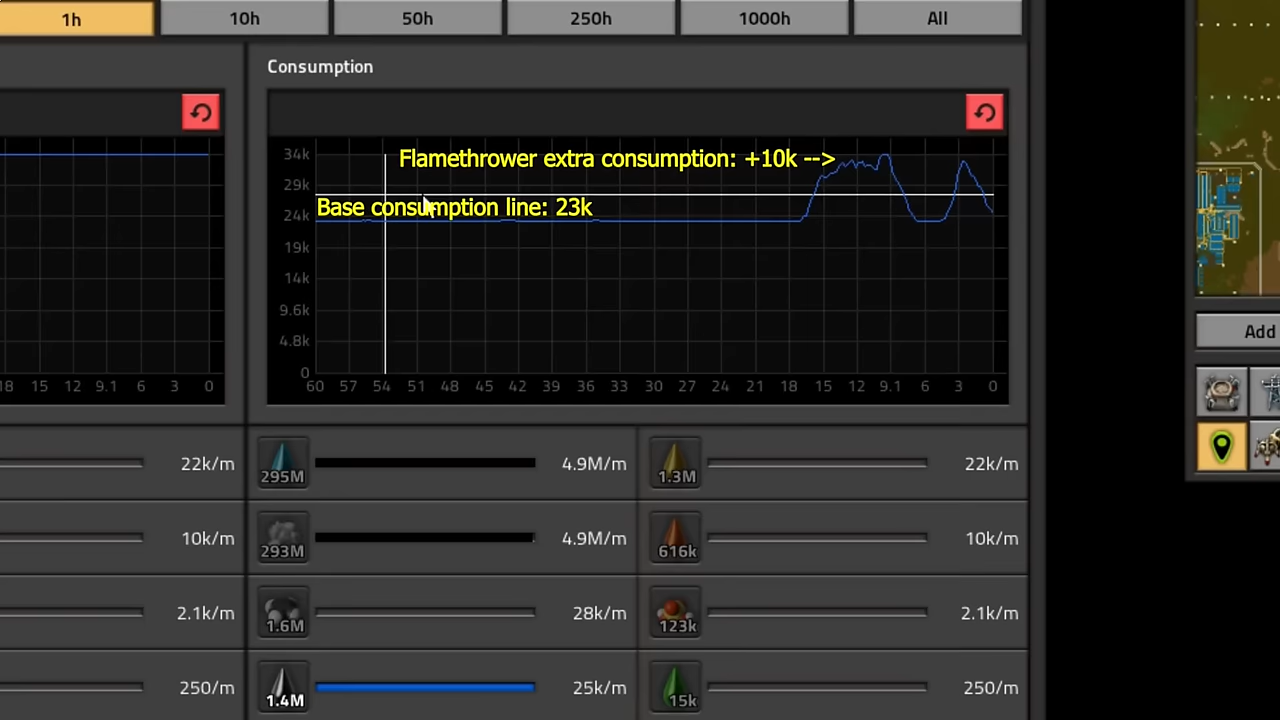 1h 10h 50h 250h 1000h All
Consumption
34k
Flamethrower extra consumption: +10k -->
29k
Base consumption line: 23k
24k
19k
14k
9.6k
4.8k
0
18 15 12 9.1 6 3 0
60 57 54 51 48 45 42 39 36 33 30 27 24 21 18 15 12 9.1 6 3 0
Add
22k/m 295M 4.9M/m 1.3M 22k/m
10k/m 293M 4.9M/m 616k 10k/m
2.1k/m 1.6M 28k/m 123k 2.1k/m
250/m 1.4M 25k/m 15k 250/m